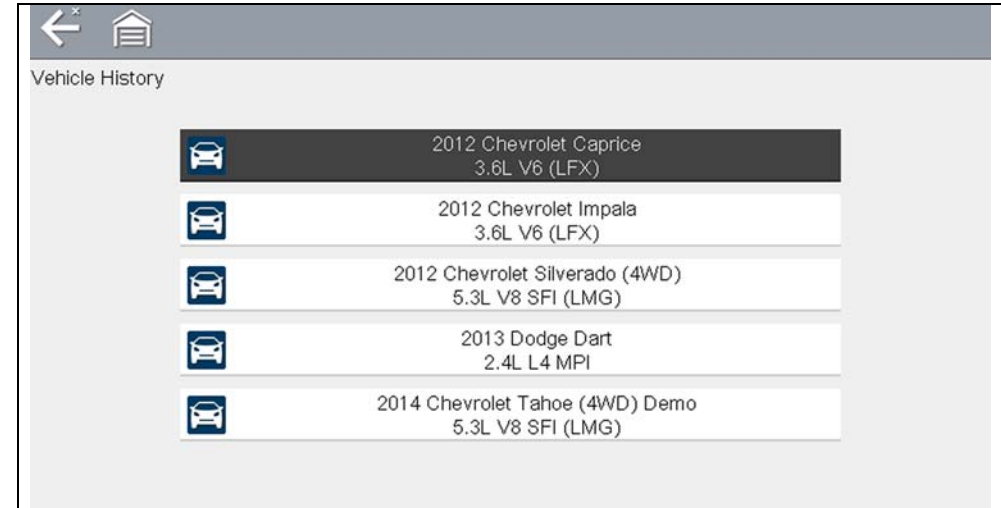 Vehicle History
2012 Chevrolet Caprice
3.6L V6 (LFX)
2012 Chevrolet Impala
3.6L V6 (LFX)
2012 Chevrolet Silverado (4WD)
5.3L V8 SFI (LMG)
2013 Dodge Dart
2.4L L4 MPI
2014 Chevrolet Tahoe (4WD) Demo
5.3L V8 SFI (LMG)